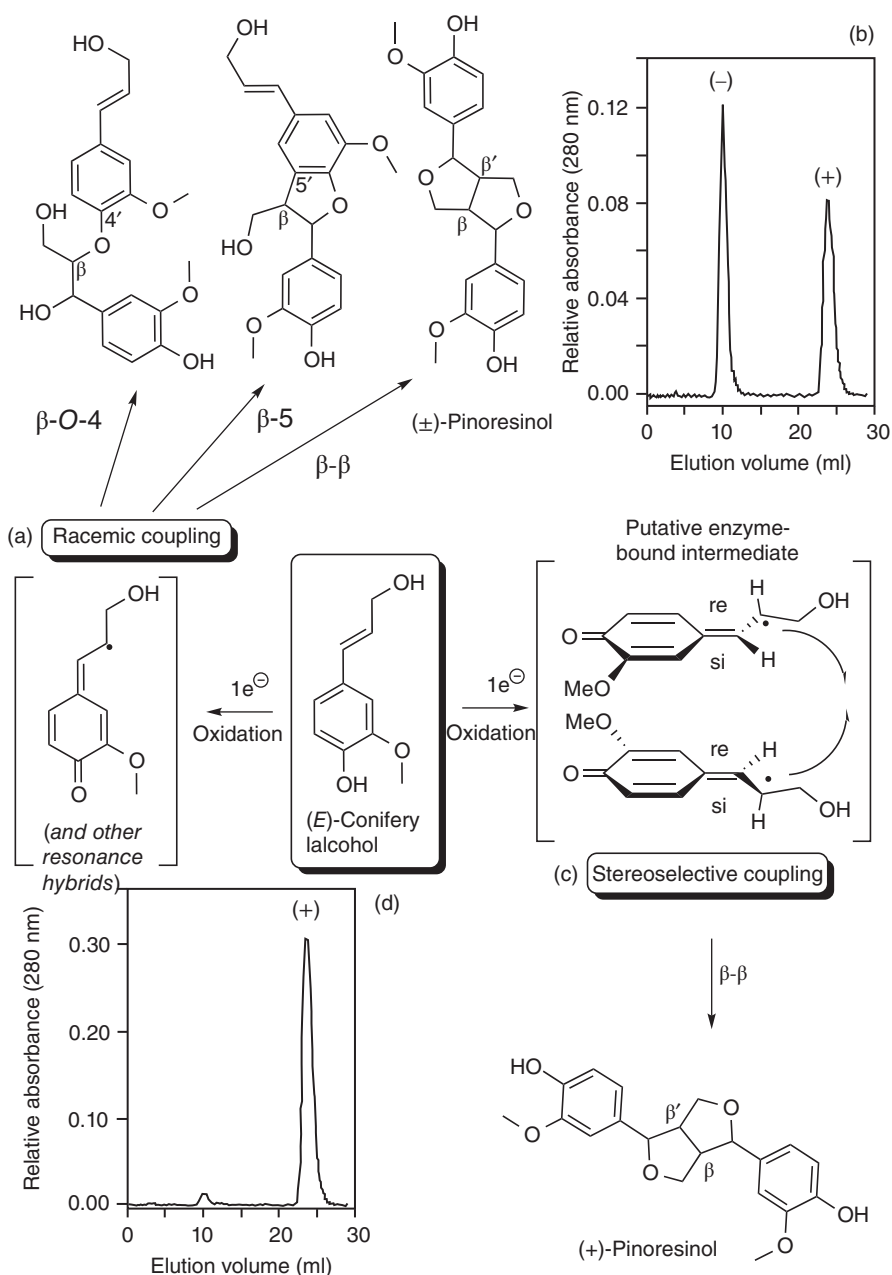 OH
HO
O
O
4'
HO
O
β
HO
O
OH
β-O-4
OH
O
5'
β
O
HO
O
OH
β-5
OH
O
β'
O
O
β
O
OH
β-β
(±)-Pinoresinol
(b)
Relative absorbance (280 nm)
0.12
0.08
0.04
0.00
(−)
(+)
0
10
20
30
Elution volume (ml)
(a)
Racemic coupling
OH
•
O
O
(and other
resonance
hybrids)
1e⊖
Oxidation
OH
O
OH
(E)-Conifery
lalcohol
1e⊖
Oxidation
Putative enzyme-
bound intermediate
H
re
OH
•
O
si
H
MeO
MeO
re
H
•
O
si
OH
H
(c)
Stereoselective coupling
(d)
Relative absorbance (280 nm)
0.30
0.20
0.10
0.00
(+)
0
10
20
30
Elution volume (ml)
β-β
HO
O
β'
O
O
β
OH
O
(+)-Pinoresinol